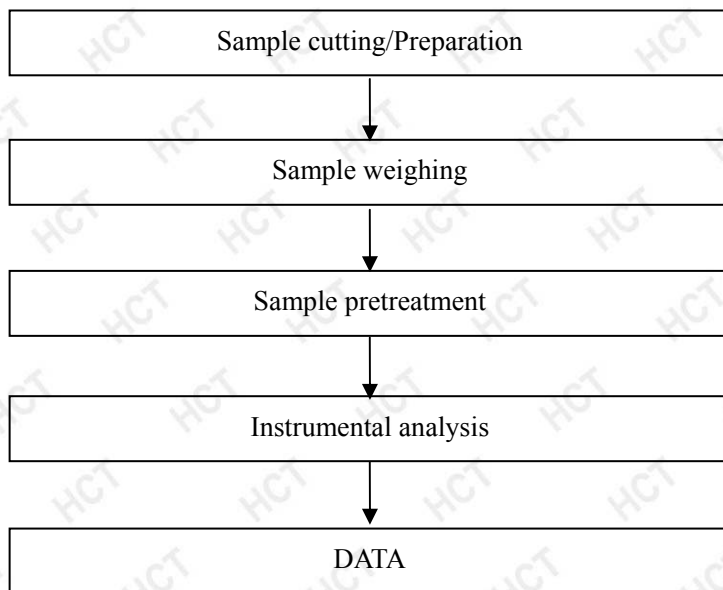 Sample cutting/Preparation
Sample weighing
Sample pretreatment
Instrumental analysis
DATA